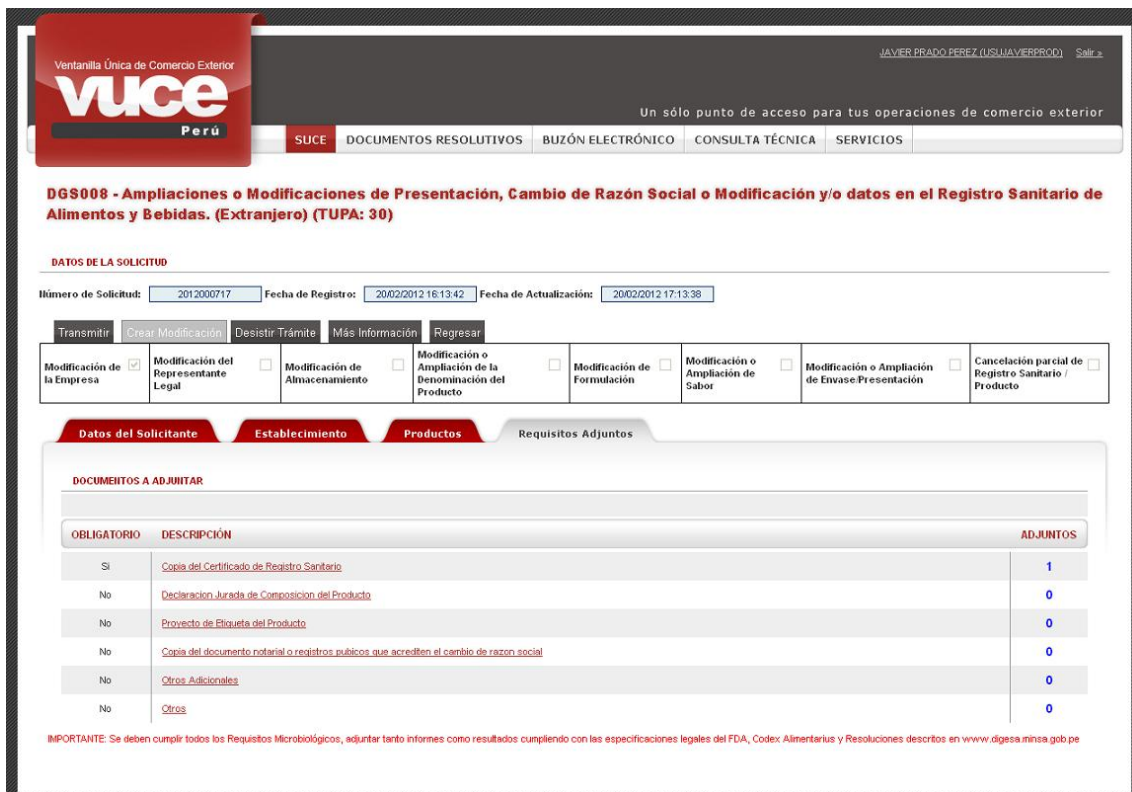 Ventanilla Única de Comercio Exterior
vuce
Perú
JAVIER PRADO PEREZ (USUJAVIERPROD) Salir »
Un sólo punto de acceso para tus operaciones de comercio exterior
SUCE DOCUMENTOS RESOLUTIVOS BUZÓN ELECTRÓNICO CONSULTA TÉCNICA SERVICIOS
DGS008 - Ampliaciones o Modificaciones de Presentación, Cambio de Razón Social o Modificación y/o datos en el Registro Sanitario de
Alimentos y Bebidas. (Extranjero) (TUPA: 30)
DATOS DE LA SOLICITUD
Número de Solicitud: 2012000717 Fecha de Registro: 20/02/2012 16:13:42 Fecha de Actualización: 20/02/2012 17:13:38
Transmitir Crear Modificación Desistir Trámite Más Información Regresar
Modificación de la Empresa
Modificación del Representante Legal
Modificación de Almacenamiento
Modificación o Ampliación de la Denominación del Producto
Modificación de Formulación
Modificación o Ampliación de Sabor
Modificación o Ampliación de Envase/Presentación
Cancelación parcial de Registro Sanitario / Producto
Datos del Solicitante Establecimiento Productos Requisitos Adjuntos
DOCUMENTOS A ADJUNTAR
OBLIGATORIO DESCRIPCIÓN ADJUNTOS
Si Copia del Certificado de Registro Sanitario 1
No Declaracion Jurada de Composicion del Producto 0
No Proyecto de Etiqueta del Producto 0
No Copia del documento notarial o registros pubicos que acrediten el cambio de razon social 0
No Otros Adicionales 0
No Otros 0
IMPORTANTE: Se deben cumplir todos los Requisitos Microbiológicos, adjuntar tanto informes como resultados cumpliendo con las especificaciones legales del FDA, Codex Alimentarius y Resoluciones descritos en www.digesa.minsa.gob.pe